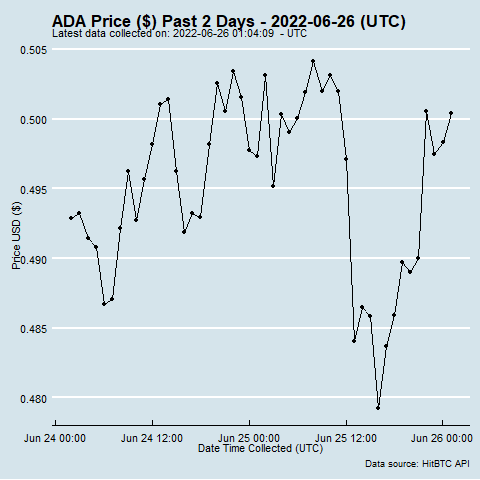 ADA Price ($) Past 2 Days - 2022-06-26 (UTC)
Latest data collected on: 2022-06-26 01:04:09 - UTC
0.505
0.500
0.495
0.490
0.485
0.480
Price USD ($)
Jun 24 00:00 Jun 24 12:00 Jun 25 00:00 Jun 25 12:00 Jun 26 00:00
Date Time Collected (UTC)
Data source: HitBTC API